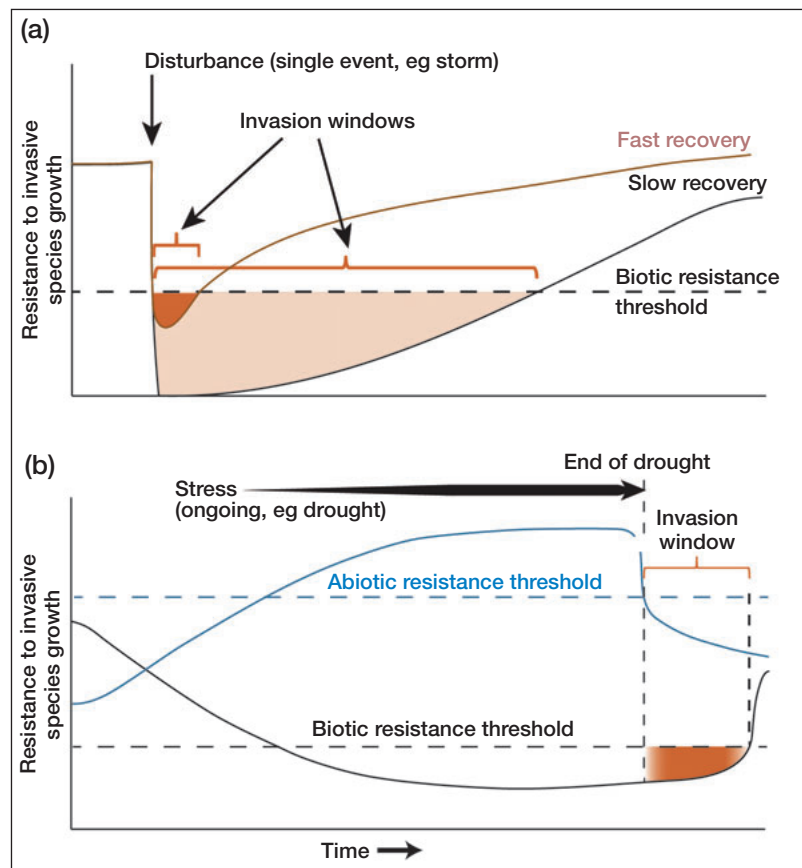 (a)
Disturbance (single event, eg storm)
Invasion windows
Fast recovery
Slow recovery
Biotic resistance
threshold
Resistance to invasive
species growth
(b)
End of drought
Stress
(ongoing, eg drought)
Invasion
window
Abiotic resistance threshold
Biotic resistance threshold
Resistance to invasive
species growth
Time